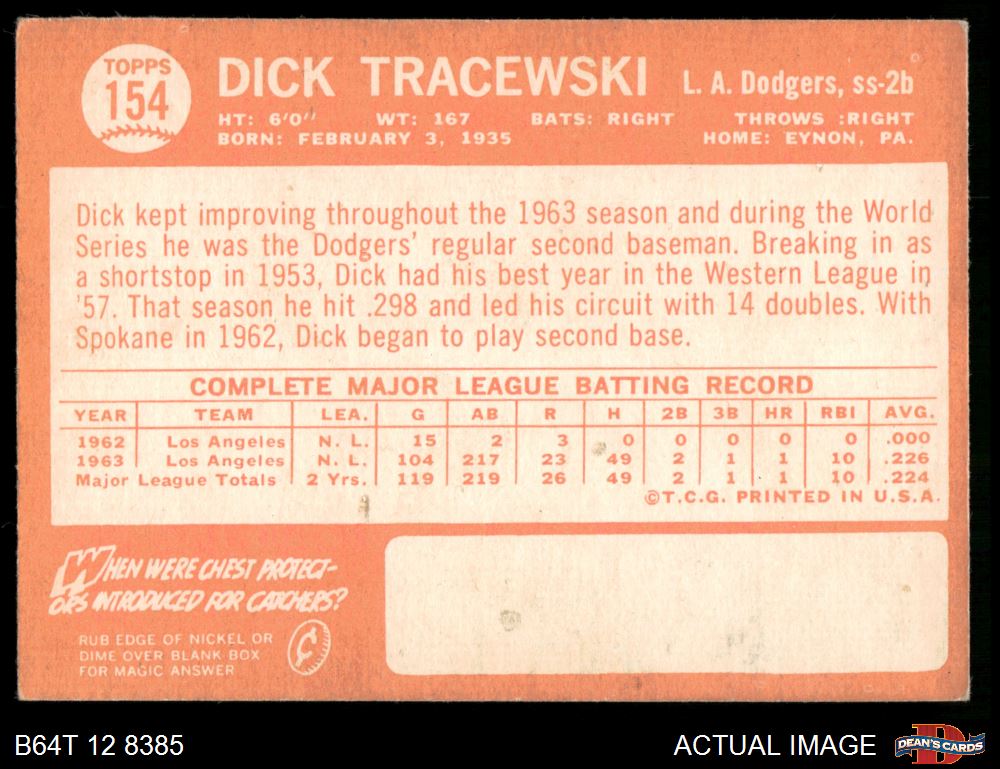 TOPPS
154
DICK TRACEWSKI L. A. Dodgers, ss-2b
HT: 6'0" WT: 167 BATS: RIGHT THROWS :RIGHT
BORN: FEBRUARY 3, 1935 HOME: EYNON, PA.
Dick kept improving throughout the 1963 season and during the World
Series he was the Dodgers' regular second baseman. Breaking in as
a shortstop in 1953, Dick had his best year in the Western League in
'57. That season he hit .298 and led his circuit with 14 doubles. With
Spokane in 1962, Dick began to play second base.
COMPLETE MAJOR LEAGUE BATTING RECORD
YEAR TEAM LEA. G AB R H 2B 3B HR RBI AVG.
1962 Los Angeles N. L. 15 2 3 0 0 0 0 0 .000
1963 Los Angeles N. L. 104 217 23 49 2 1 1 10 .226
Major League Totals 2 Yrs. 119 219 26 49 2 1 1 10 .224
©T.C.G. PRINTED IN U.S.A.
WHEN WERE CHEST PROTECT-
ORS INTRODUCED FOR CATCHERS?
RUB EDGE OF NICKEL OR
DIME OVER BLANK BOX
FOR MAGIC ANSWER
B64T 12 8385 ACTUAL IMAGE DEAN'S CARDS